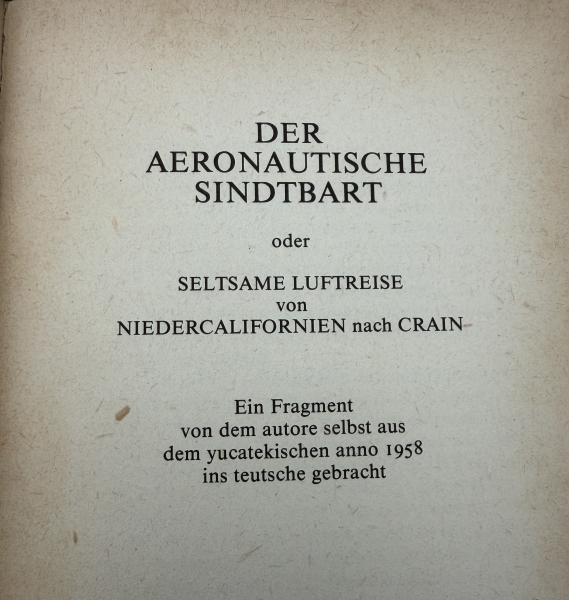 DER
AERONAUTISCHE
SINDTBART
oder
SELTSAME LUFTREISE
von
NIEDERCALIFORNIEN nach CRAIN
Ein Fragment
von dem autore selbst aus
dem yucatekischen anno 1958
ins teutsche gebracht